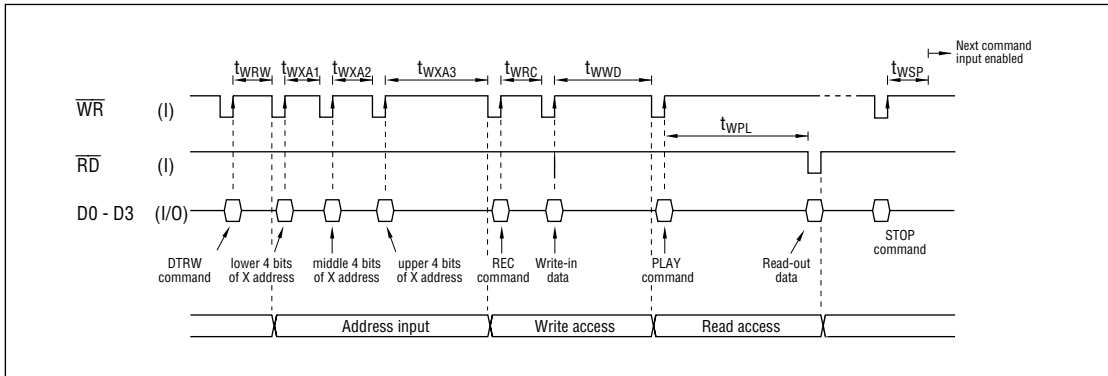 Next command
input enabled
tWRW tWXA1 tWXA2 tWXA3 tWRC tWWD tWSP
WR (I)
tWPL
RD (I)
D0 - D3 (I/O)
DTRW
command
lower 4 bits
of X address
middle 4 bits
of X address
upper 4 bits
of X address
REC
command
Write-in
data
PLAY
command
Read-out
data
STOP
command
Address input Write access Read access